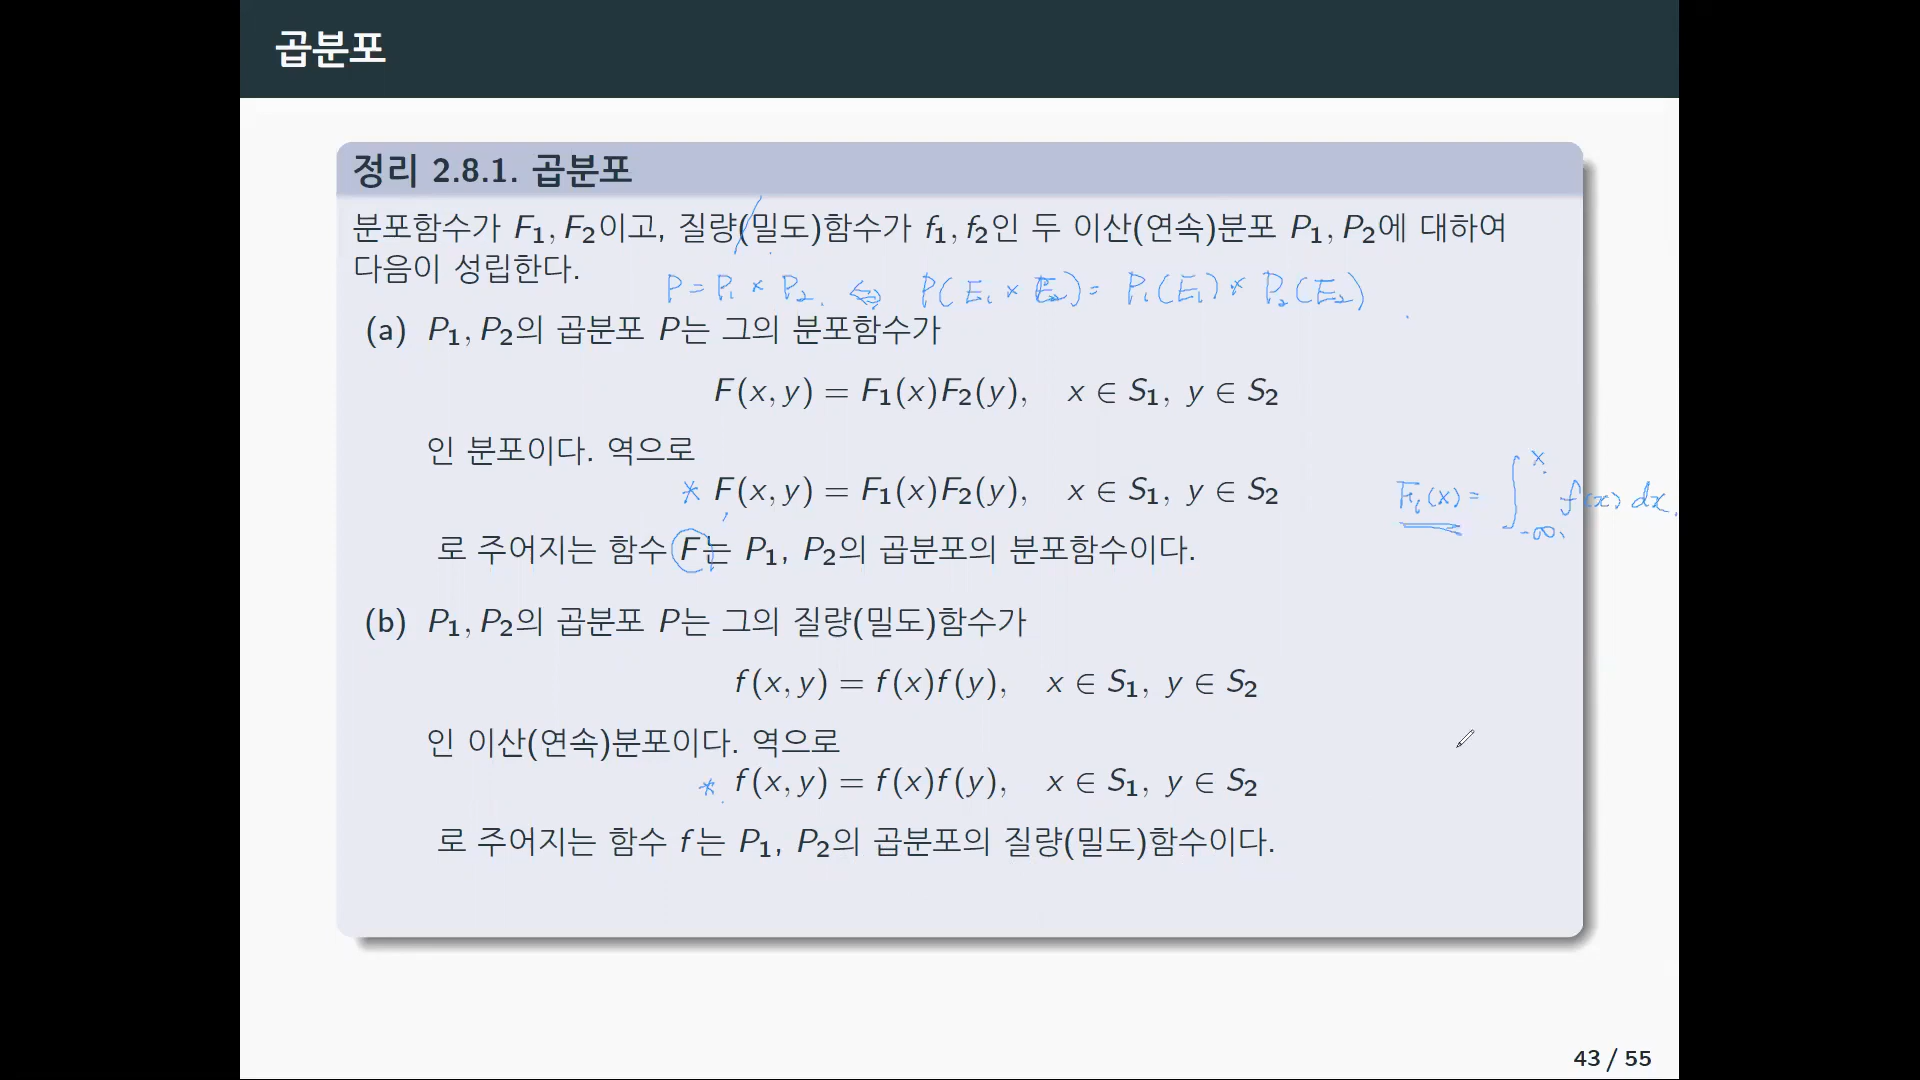 곱분포
정리 2.8.1. 곱분포
분포함수가 F₁, F₂이고, 질량(밀도)함수가 f₁, f₂인 두 이산(연속)분포 P₁, P₂에 대하여
다음이 성립한다.
P = P₁ × P₂. ⇔ P(E₁ × E₂) = P₁(E₁) × P₂(E₂)
(a) P₁, P₂의 곱분포 P는 그의 분포함수가
F(x, y) = F₁(x)F₂(y), x ∈ S₁, y ∈ S₂
인 분포이다. 역으로
* F(x, y) = F₁(x)F₂(y), x ∈ S₁, y ∈ S₂
F₁(x) = ∫_{-∞}^{x} f(x) dx.
로 주어지는 함수 F는 P₁, P₂의 곱분포의 분포함수이다.
(b) P₁, P₂의 곱분포 P는 그의 질량(밀도)함수가
f(x, y) = f(x)f(y), x ∈ S₁, y ∈ S₂
인 이산(연속)분포이다. 역으로
* f(x, y) = f(x)f(y), x ∈ S₁, y ∈ S₂
로 주어지는 함수 f는 P₁, P₂의 곱분포의 질량(밀도)함수이다.
43 / 55